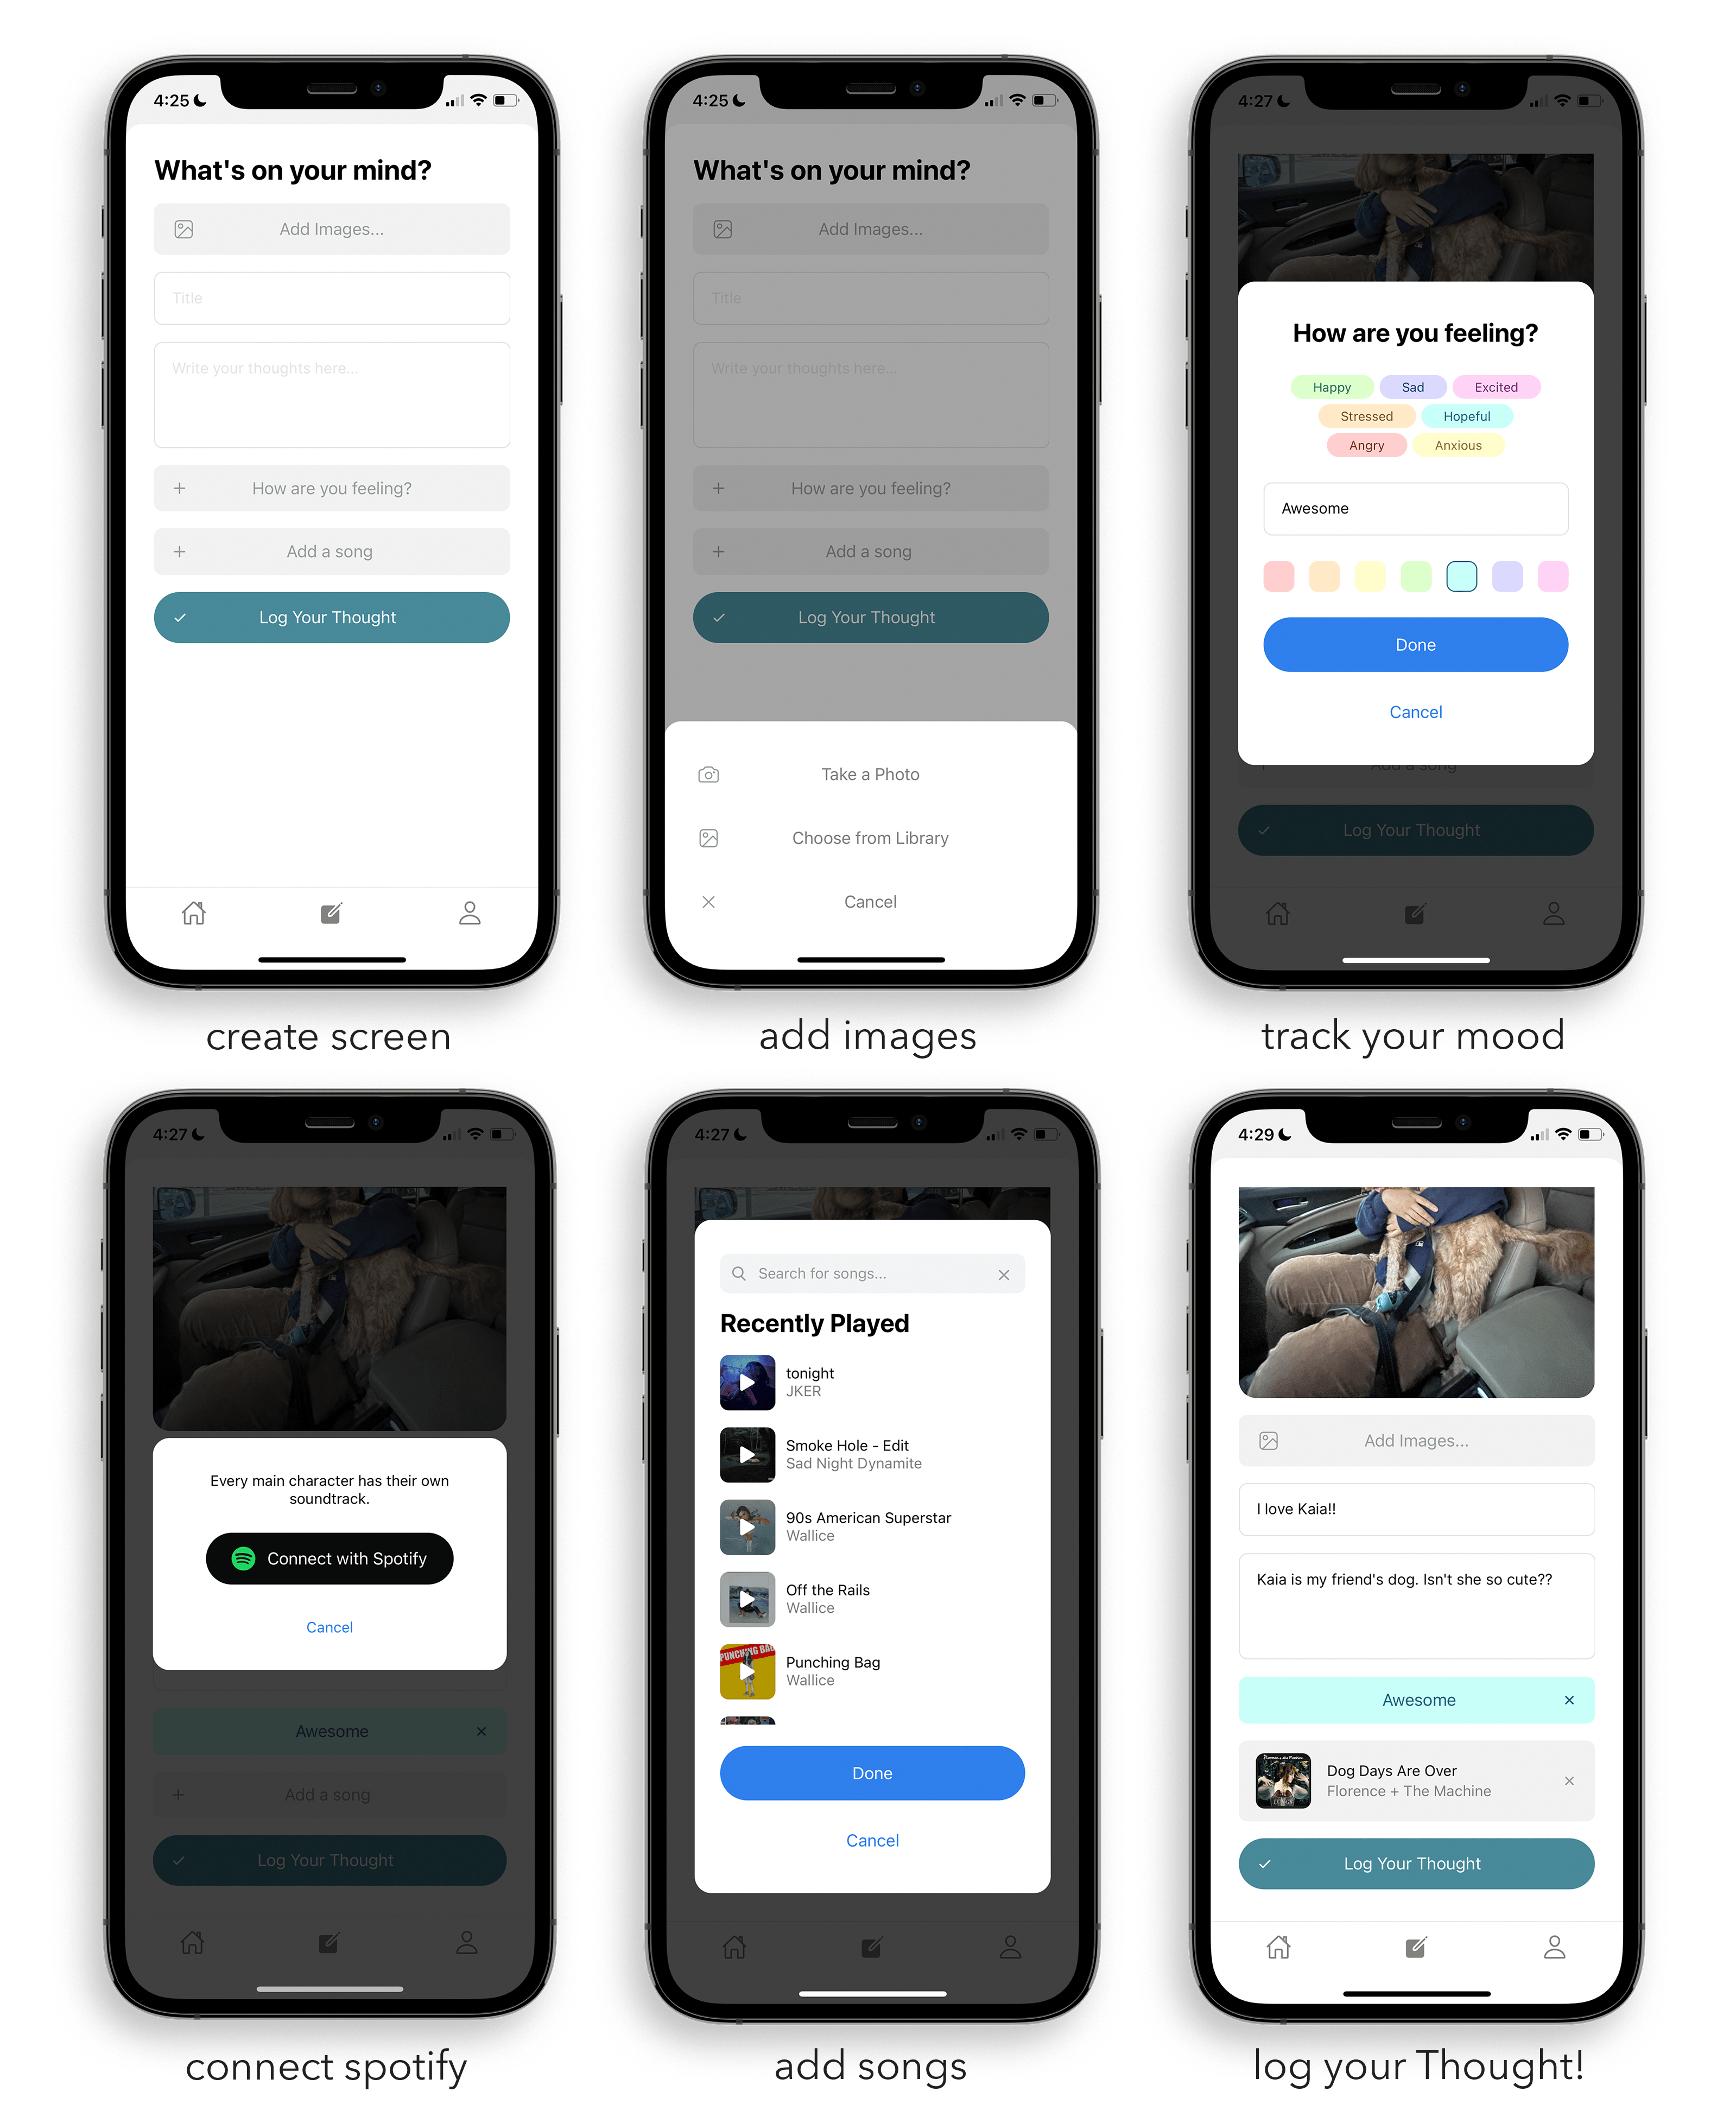 4:25
What's on your mind?
Add Images...
Title
Write your thoughts here...
How are you feeling?
Add a song
Log Your Thought
create screen
4:25
What's on your mind?
Add Images...
Title
Write your thoughts here...
How are you feeling?
Add a song
Log Your Thought
Take a Photo
Choose from Library
Cancel
add images
4:27
How are you feeling?
Happy Sad Excited
Stressed Hopeful
Angry Anxious
Awesome
Done
Cancel
Add a song
Log Your Thought
track your mood
4:27
Every main character has their own
soundtrack.
Connect with Spotify
Cancel
Awesome
Add a song
Log Your Thought
connect spotify
4:27
Search for songs...
Recently Played
tonight
JKER
Smoke Hole - Edit
Sad Night Dynamite
90s American Superstar
Wallice
Off the Rails
Wallice
PUNCHING BAG
Punching Bag
Wallice
Done
Cancel
add songs
4:29
Add Images...
I love Kaia!!
Kaia is my friend's dog. Isn't she so cute??
Awesome
Florence + the Machine
LUNGS
Dog Days Are Over
Florence + The Machine
Log Your Thought
log your Thought!